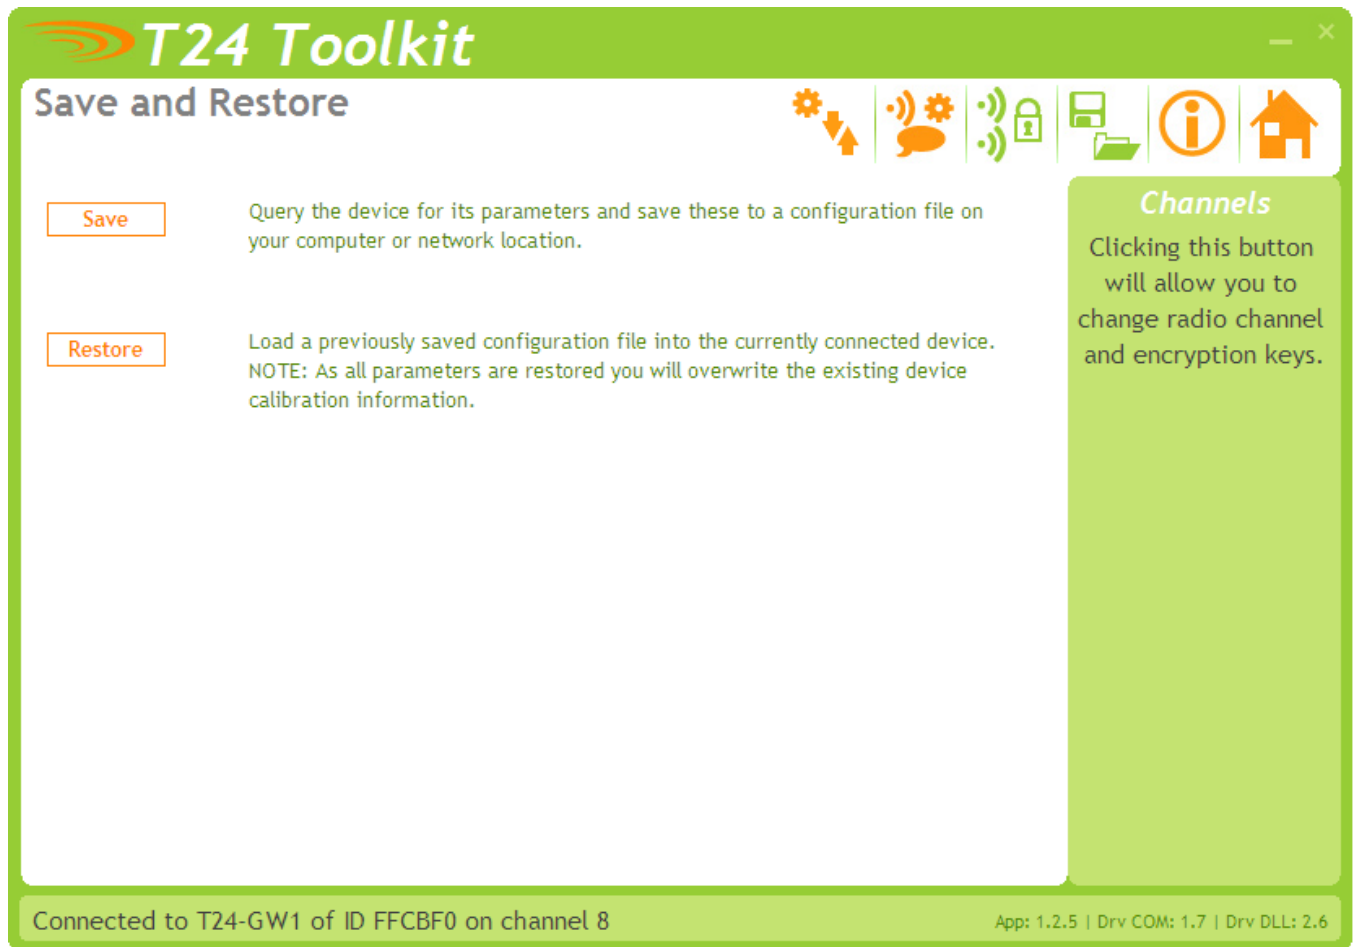 T24 Toolkit
Save and Restore
Save
Query the device for its parameters and save these to a configuration file on
your computer or network location.
Restore
Load a previously saved configuration file into the currently connected device.
NOTE: As all parameters are restored you will overwrite the existing device
calibration information.
Channels
Clicking this button
will allow you to
change radio channel
and encryption keys.
Connected to T24-GW1 of ID FFCBF0 on channel 8
App: 1.2.5 | Drv COM: 1.7 | Drv DLL: 2.6